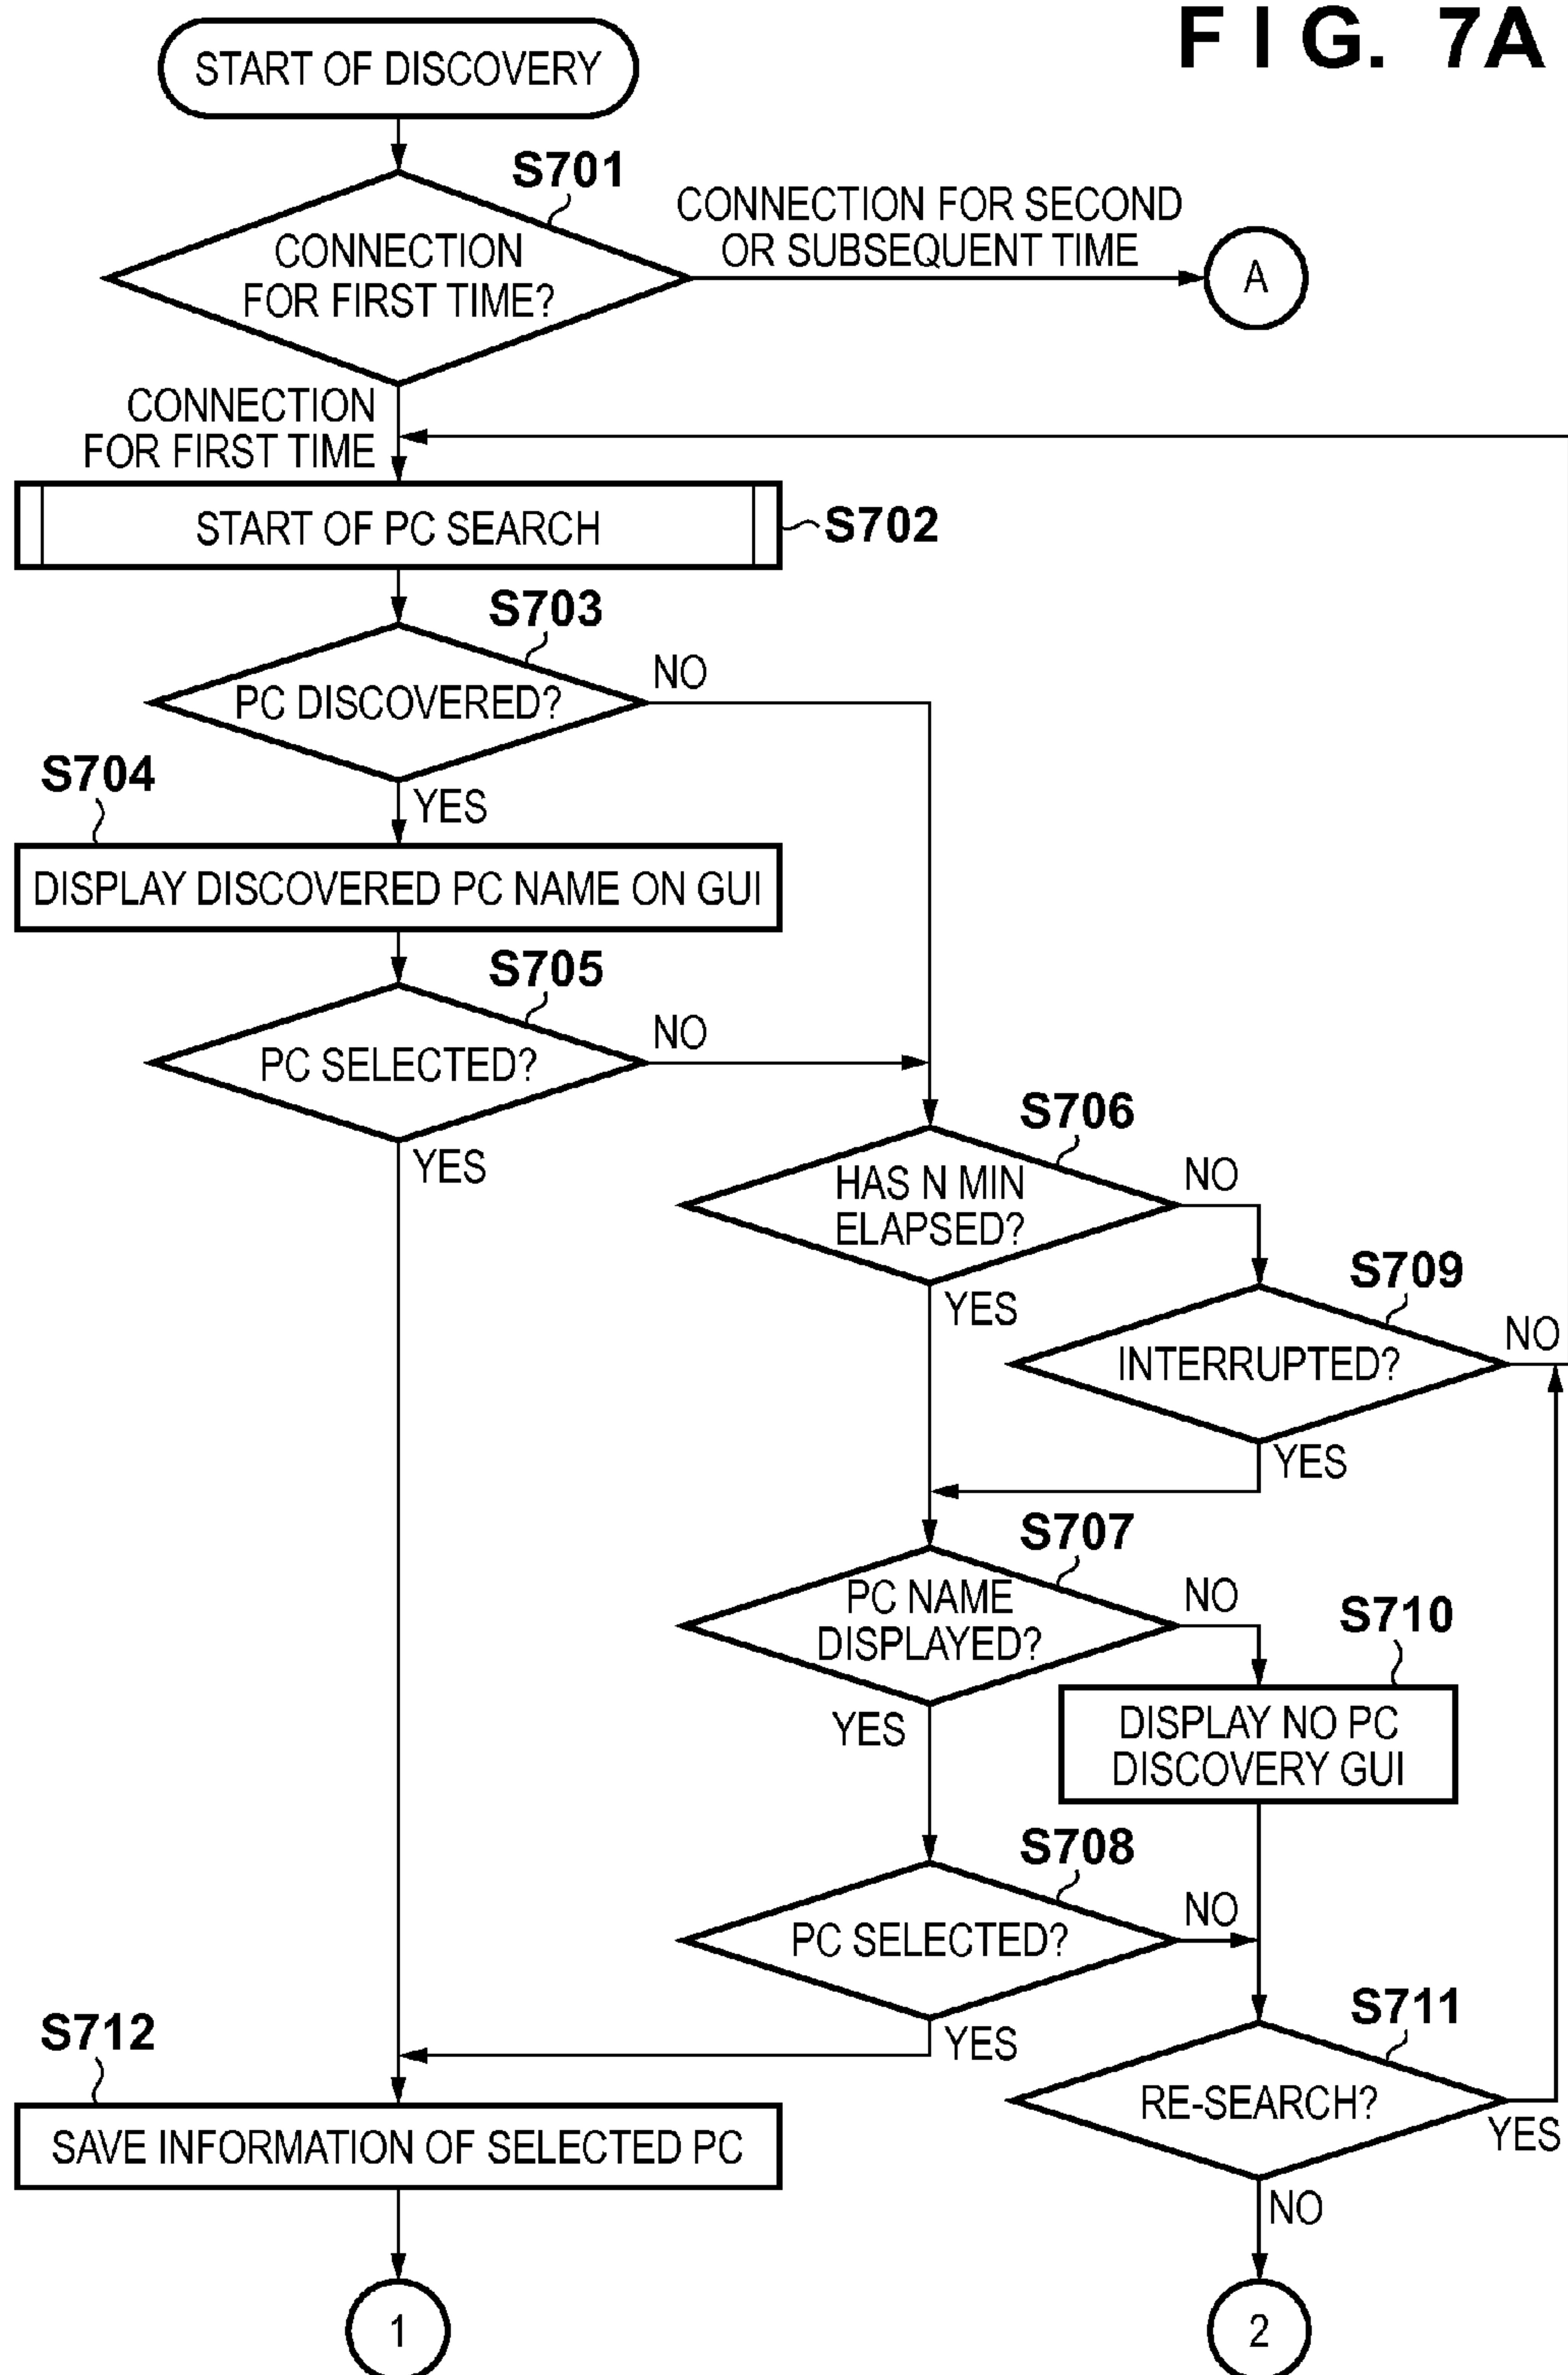 FIG. 7A
START OF DISCOVERY
S701
CONNECTION
FOR FIRST TIME?
CONNECTION FOR SECOND
OR SUBSEQUENT TIME
A
CONNECTION
FOR FIRST TIME
START OF PC SEARCH
S702
S703
PC DISCOVERED?
NO
YES
S704
DISPLAY DISCOVERED PC NAME ON GUI
S705
PC SELECTED?
NO
YES
S706
HAS N MIN
ELAPSED?
NO
YES
S709
INTERRUPTED?
NO
YES
S707
PC NAME
DISPLAYED?
NO
YES
S710
DISPLAY NO PC
DISCOVERY GUI
S708
PC SELECTED?
NO
YES
S711
RE-SEARCH?
YES
NO
S712
SAVE INFORMATION OF SELECTED PC
1
2